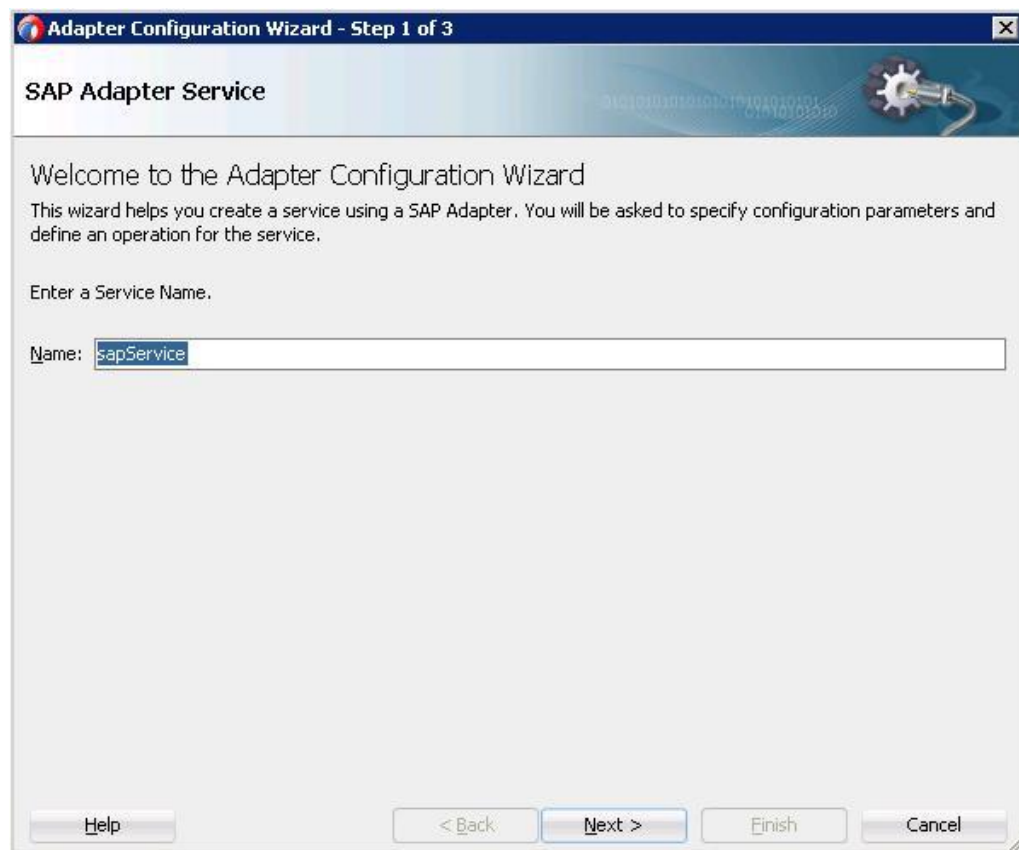 Adapter Configuration Wizard - Step 1 of 3
SAP Adapter Service
Welcome to the Adapter Configuration Wizard
This wizard helps you create a service using a SAP Adapter. You will be asked to specify configuration parameters and
define an operation for the service.
Enter a Service Name.
Name: sapService
Help < Back Next > Finish Cancel